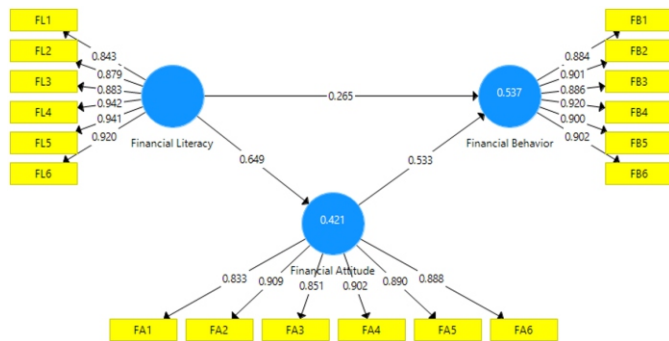 FL1
FL2
FL3
FL4
FL5
FL6
0.843
0.879
0.883
0.942
0.941
0.920
Financial Literacy
0.265
0.649
0.533
0.537
Financial Behavior
0.884
0.901
0.886
0.920
0.900
0.902
FB1
FB2
FB3
FB4
FB5
FB6
0.421
Financial Attitude
0.833
0.909
0.851
0.902
0.890
0.888
FA1
FA2
FA3
FA4
FA5
FA6